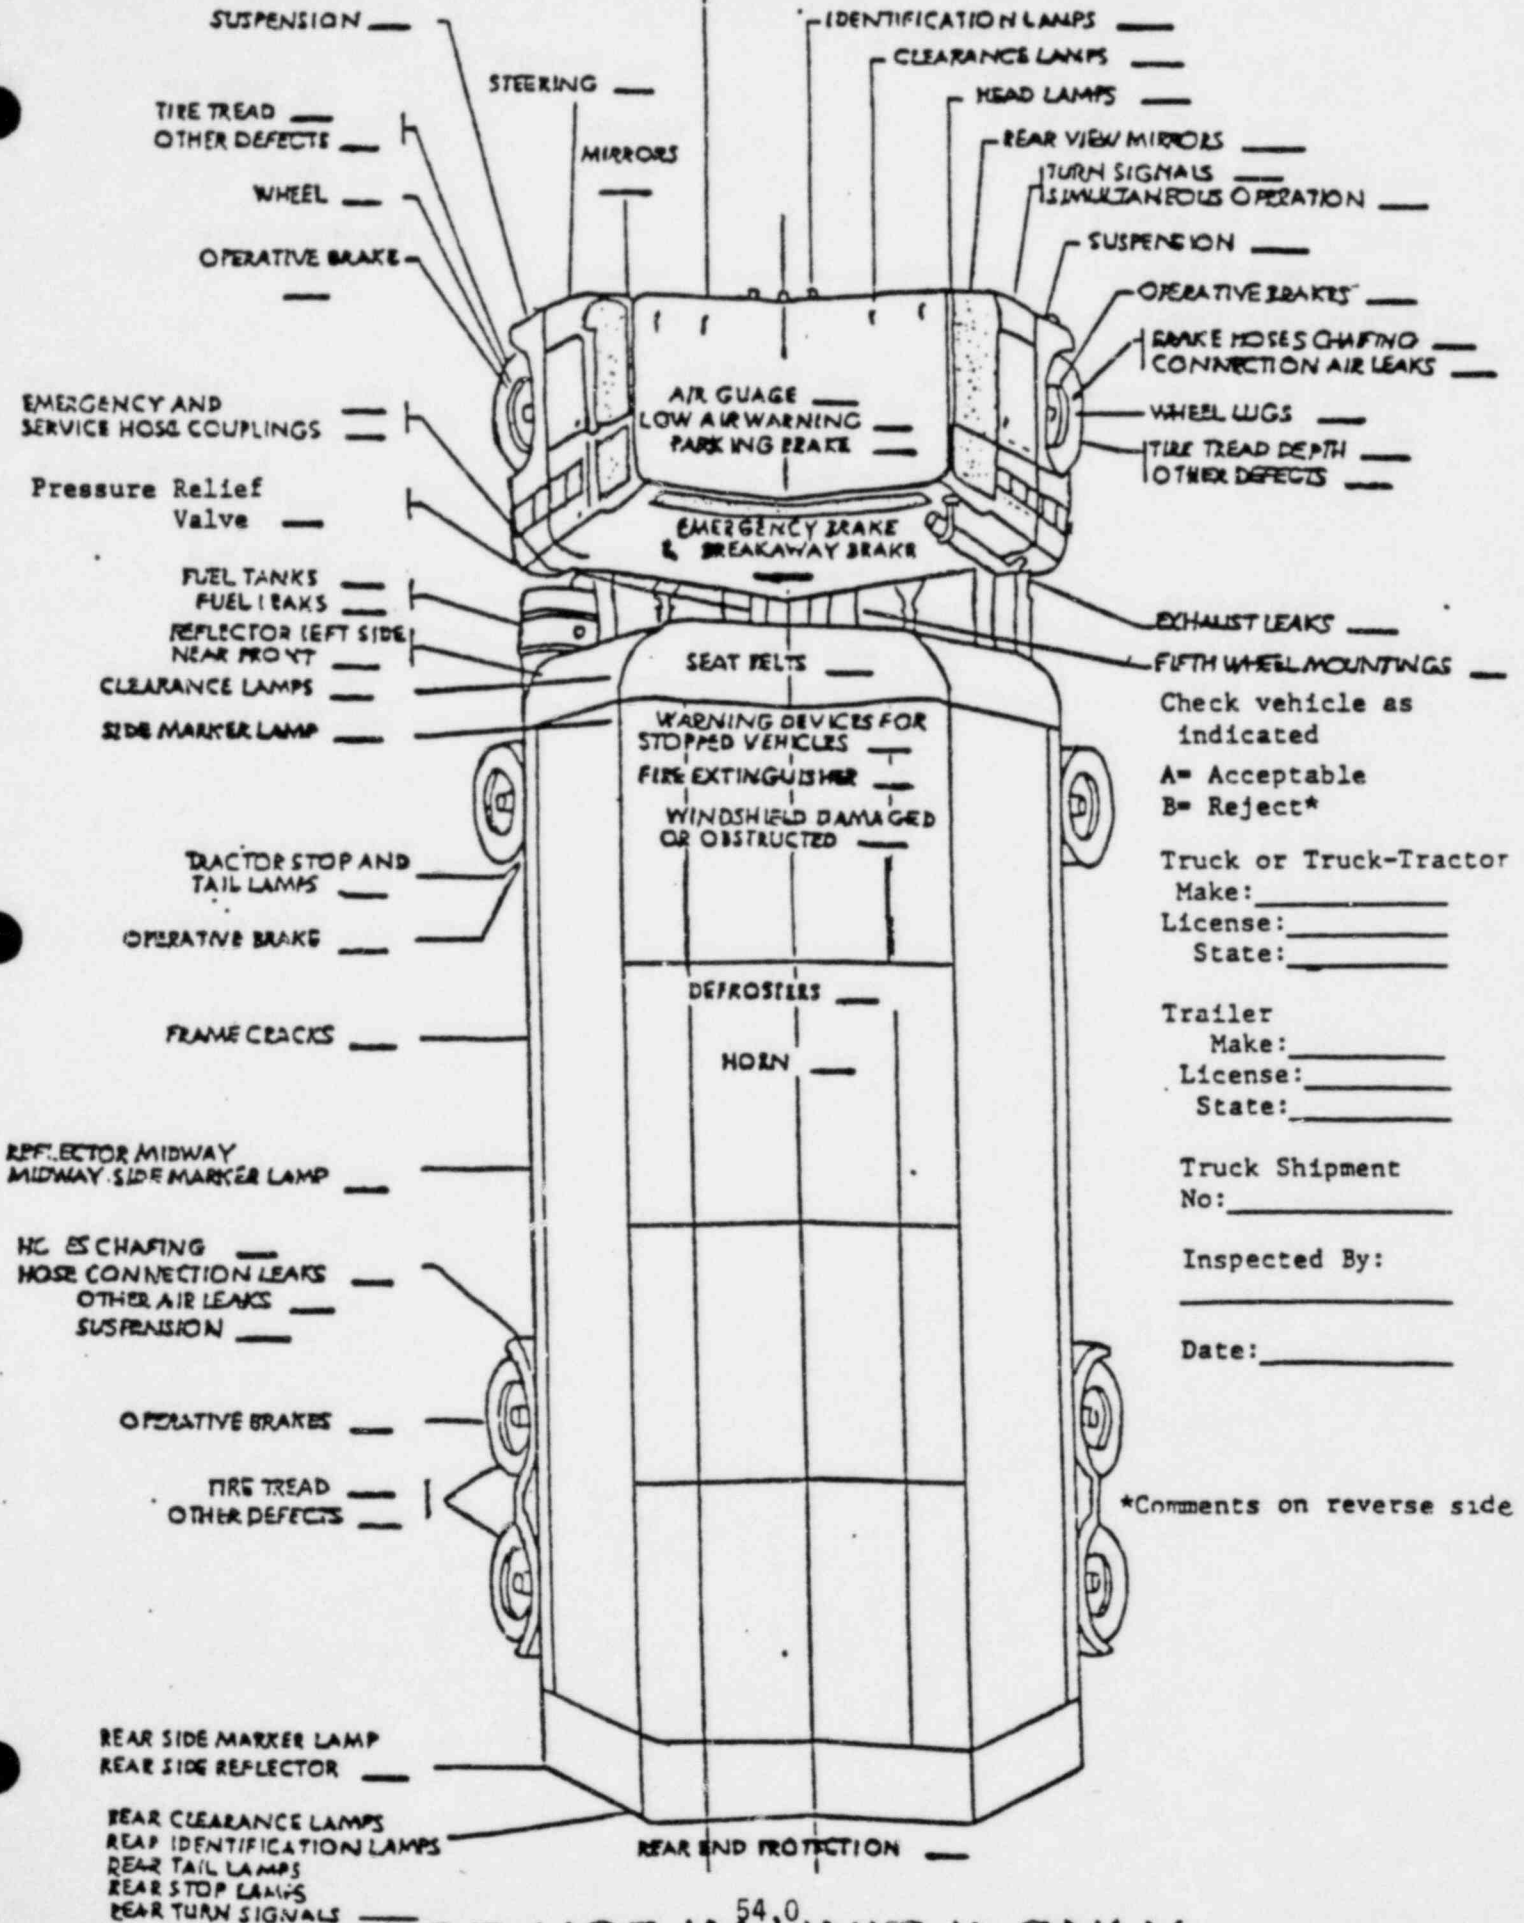 SUSPENSION
IDENTIFICATION LAMPS
CLEARANCE LAMPS
STEERING
HEAD LAMPS
TIRE TREAD
OTHER DEFECTS
MIRRORS
REAR VIEW MIRRORS
TURN SIGNALS
SIMULTANEOUS OPERATION
WHEEL
SUSPENSION
OPERATIVE BRAKE
OPERATIVE BRAKES
BRAKE HOSES CHAFING
CONNECTION AIR LEAKS
AIR GUAGE
LOW AIR WARNING
PARKING BRAKE
WHEEL LUGS
TIRE TREAD DEPTH
OTHER DEFECTS
EMERGENCY AND
SERVICE HOSE COUPLINGS
Pressure Relief
Valve
EMERGENCY BRAKE
& BREAKAWAY BRAKE
FUEL TANKS
FUEL LEAKS
REFLECTOR LEFT SIDE
NEAR FRONT
EXHAUST LEAKS
FIFTH WHEEL MOUNTINGS
SEAT BELTS
CLEARANCE LAMPS
SIDE MARKER LAMP
WARNING DEVICES FOR
STOPPED VEHICLES
FIRE EXTINGUISHER
WINDSHIELD DAMAGED
OR OBSTRUCTED
Check vehicle as
indicated
A= Acceptable
B= Reject*
TRACTOR STOP AND
TAIL LAMPS
OPERATIVE BRAKE
Truck or Truck-Tractor
Make:
License:
State:
DEFROSTERS
HORN
FRAME CRACKS
Trailer
Make:
License:
State:
REFLECTOR MIDWAY
MIDWAY SIDE MARKER LAMP
Truck Shipment
No:
HC ES CHAFING
HOSE CONNECTION LEAKS
OTHER AIR LEAKS
SUSPENSION
Inspected By:
Date:
OPERATIVE BRAKES
TIRE TREAD
OTHER DEFECTS
*Comments on reverse side
REAR SIDE MARKER LAMP
REAR SIDE REFLECTOR
REAR CLEARANCE LAMPS
REAR IDENTIFICATION LAMPS
REAR TAIL LAMPS
REAR STOP LAMPS
REAR TURN SIGNALS
REAR END PROTECTION
54.0